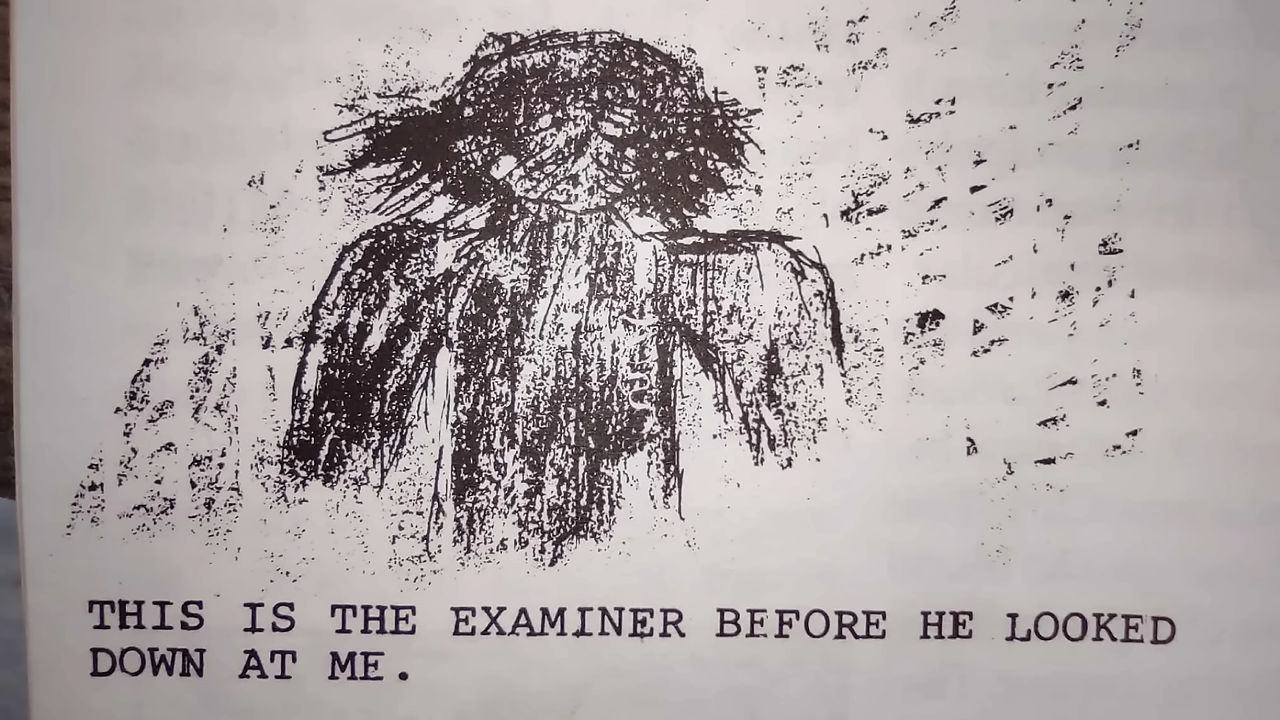 THIS IS THE EXAMINER BEFORE HE LOOKED
DOWN AT ME.